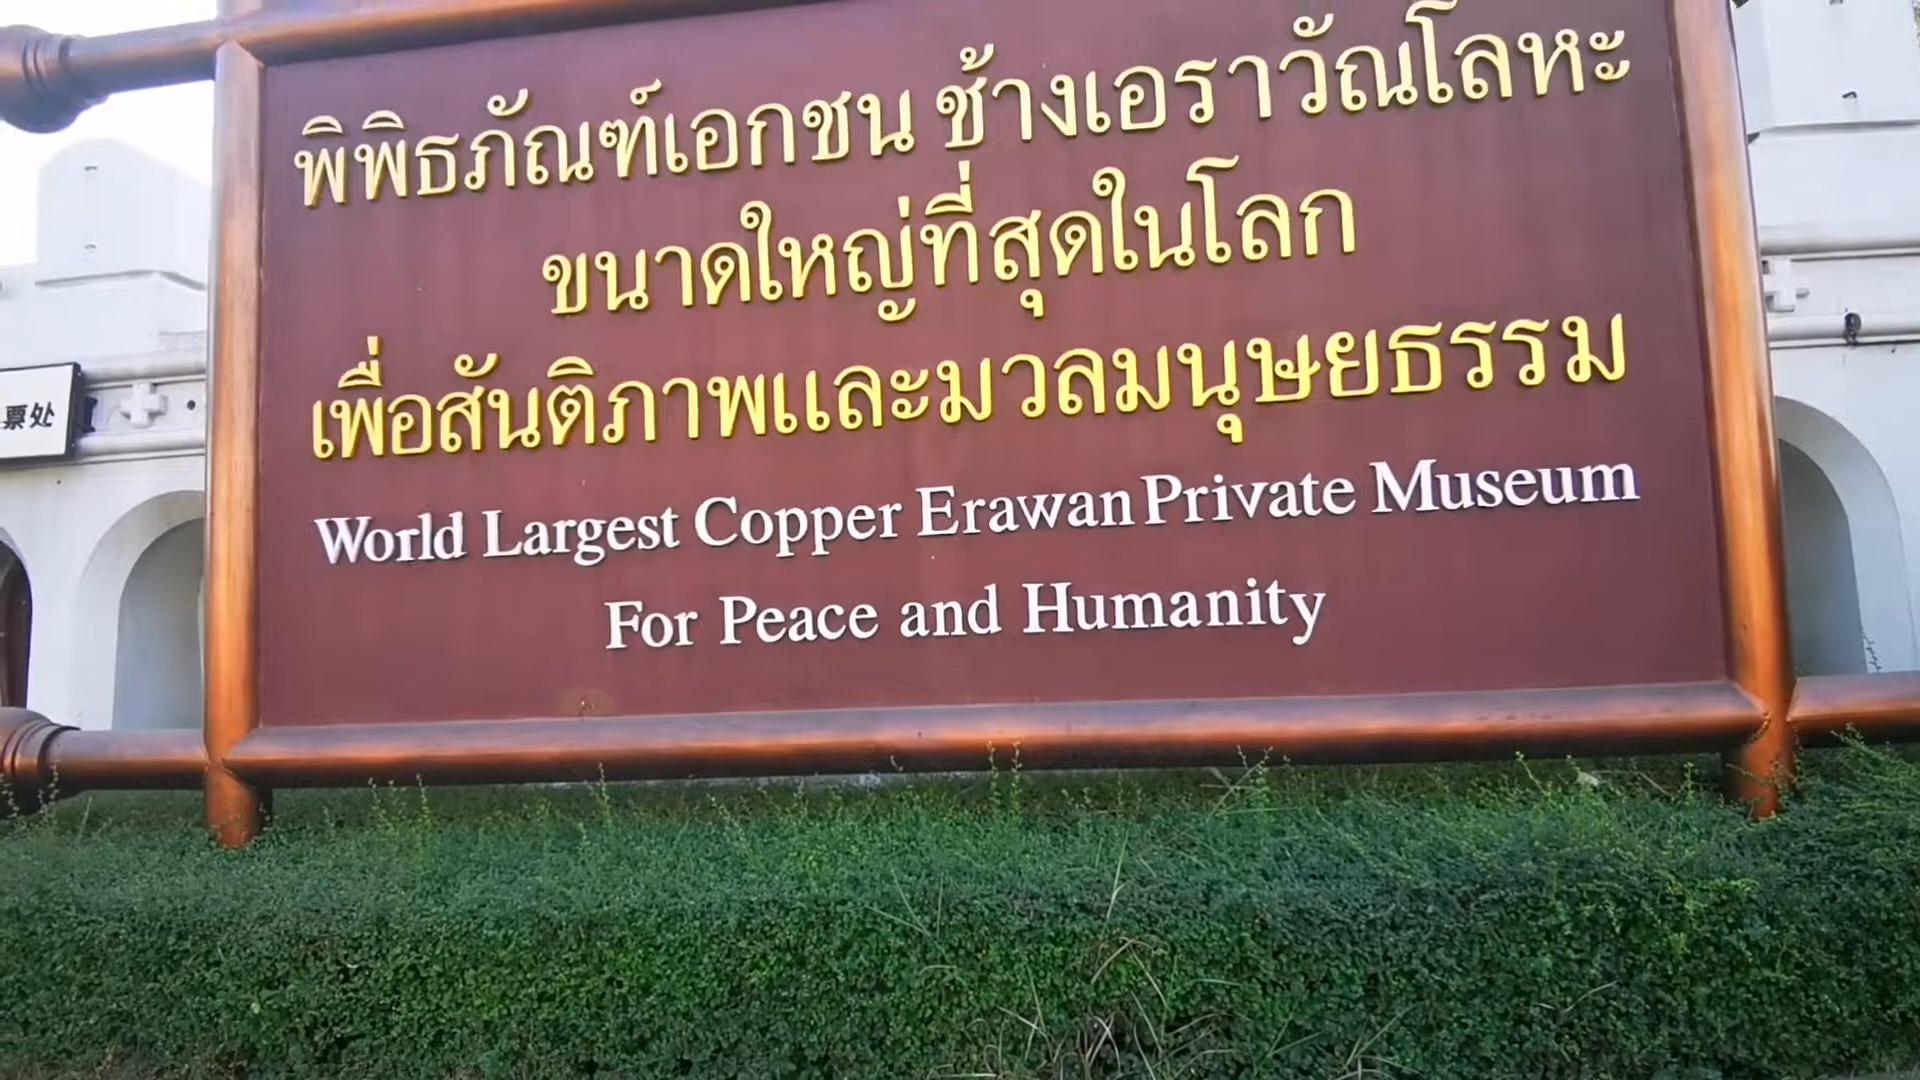 พิพิธภัณฑ์เอกชน ช้างเอราวัณโลหะ
ขนาดใหญ่ที่สุดในโลก
เพื่อสันติภาพและมวลมนุษยธรรม
World Largest Copper Erawan Private Museum
For Peace and Humanity
票处